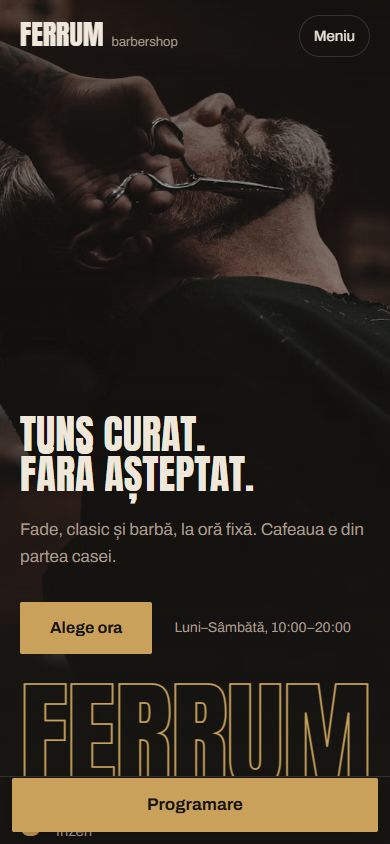 FERRUM barbershop
Meniu
TUNS CURAT.
FĂRĂ AȘTEPTAT.
Fade, clasic și barbă, la oră fixă. Cafeaua e din
partea casei.
Alege ora
Luni–Sâmbătă, 10:00–20:00
FERRUM
Programare